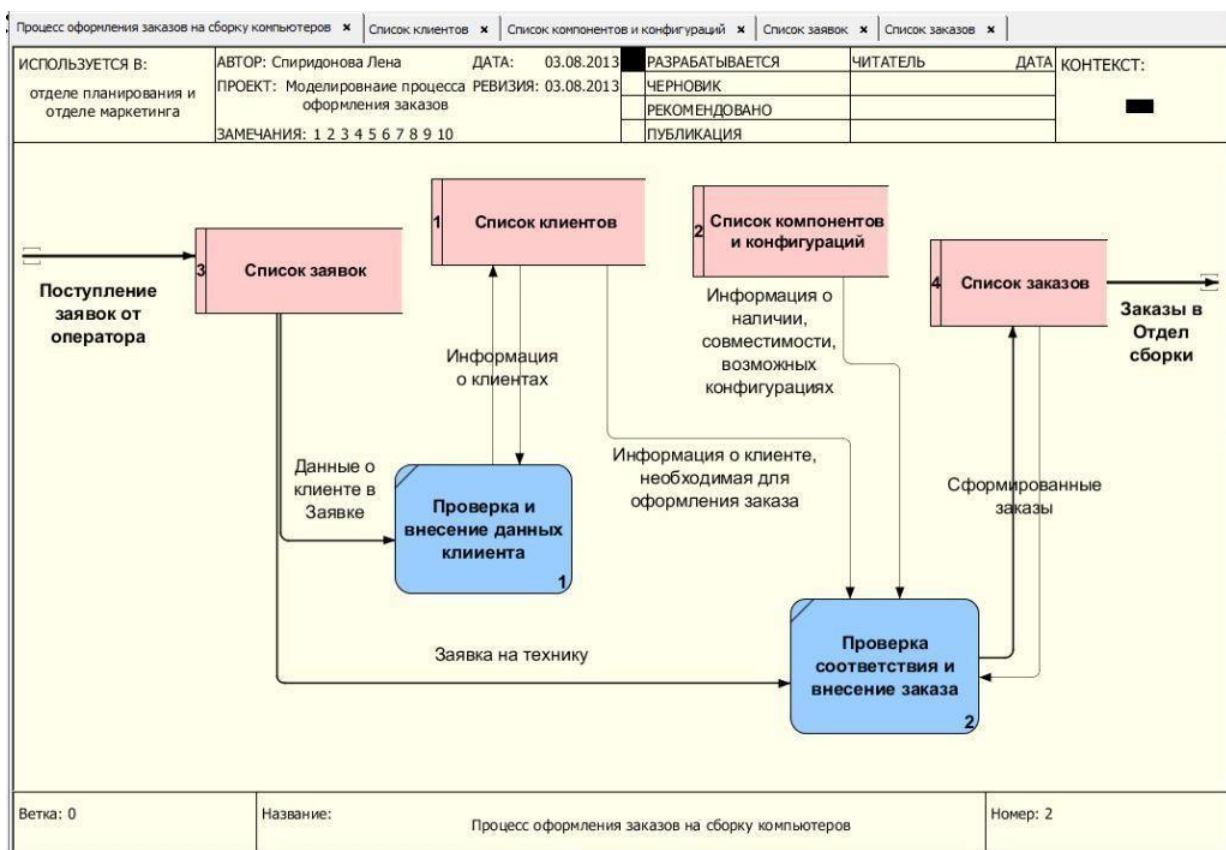 Процесс оформления заказов на сборку компьютеров ×
Список клиентов ×
Список компонентов и конфигураций ×
Список заявок ×
Список заказов ×
ИСПОЛЬЗУЕТСЯ В:
отделе планирования и
отделе маркетинга
АВТОР: Спиридонова Лена
ДАТА: 03.08.2013
ПРОЕКТ: Моделировнаие процесса
оформления заказов
РЕВИЗИЯ: 03.08.2013
ЗАМЕЧАНИЯ: 1 2 3 4 5 6 7 8 9 10
РАЗРАБАТЫВАЕТСЯ
ЧЕРНОВИК
РЕКОМЕНДОВАНО
ПУБЛИКАЦИЯ
ЧИТАТЕЛЬ
ДАТА
КОНТЕКСТ:
1
Список клиентов
2
Список компонентов
и конфигураций
3
Список заявок
4
Список заказов
Поступление
заявок от
оператора
Заказы в
Отдел
сборки
Информация о
наличии,
совместимости,
возможных
конфигурациях
Информация
о клиентах
Данные о
клиенте в
Заявке
Информация о клиенте,
необходимая для
оформления заказа
Сформированные
заказы
Проверка и
внесение данных
клииента
1
Заявка на технику
Проверка
соответствия и
внесение заказа
2
Ветка: 0
Название:
Процесс оформления заказов на сборку компьютеров
Номер: 2